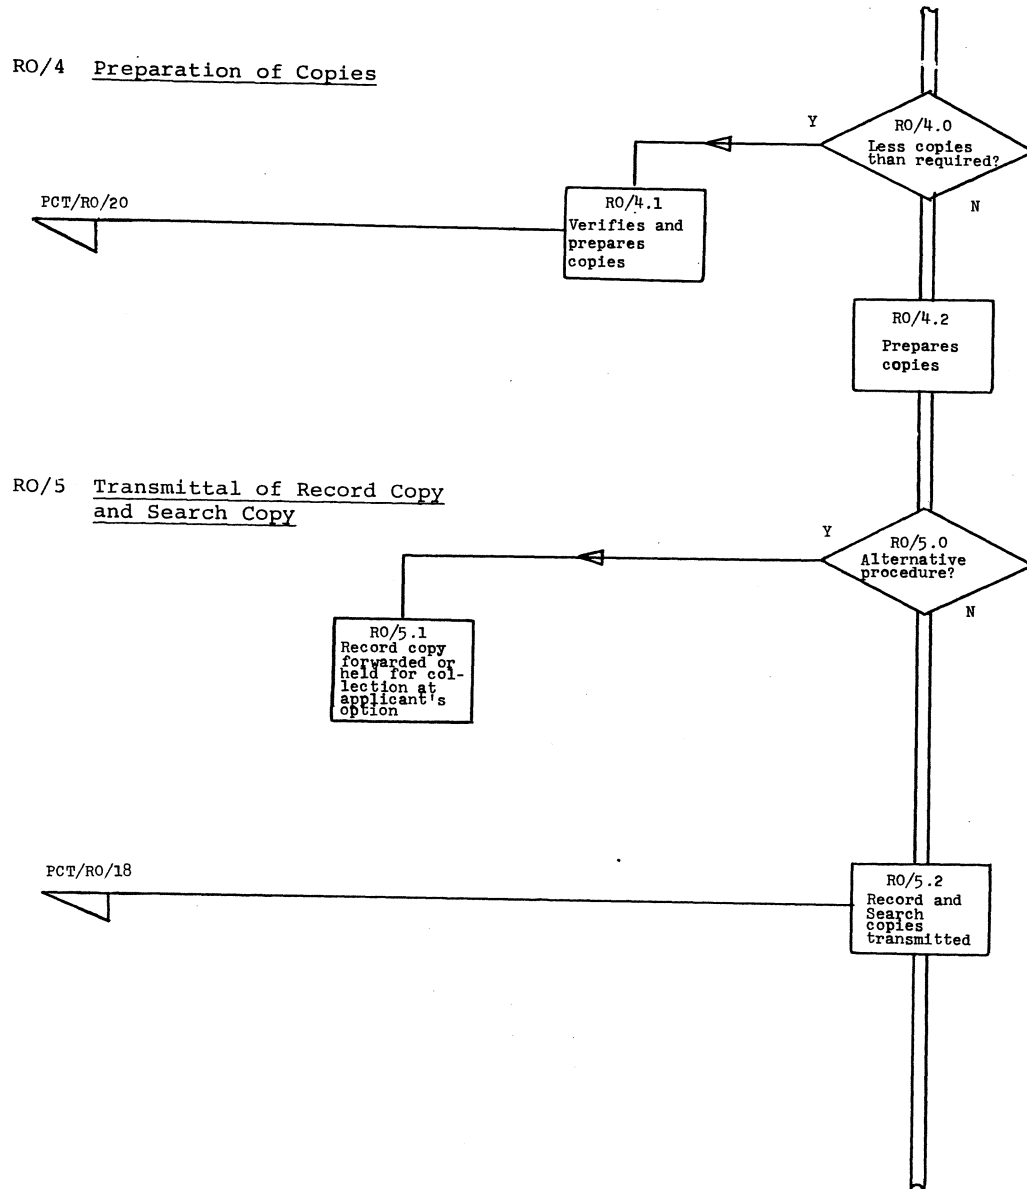 RO/4 Preparation of Copies
Y
RO/4.0
Less copies
than required?
N
PCT/RO/20
RO/4.1
Verifies and
prepares
copies
RO/4.2
Prepares
copies
RO/5 Transmittal of Record Copy
and Search Copy
Y
RO/5.0
Alternative
procedure?
N
RO/5.1
Record copy
forwarded or
held for col-
lection at
applicant's
option
PCT/RO/18
RO/5.2
Record and
Search
copies
transmitted